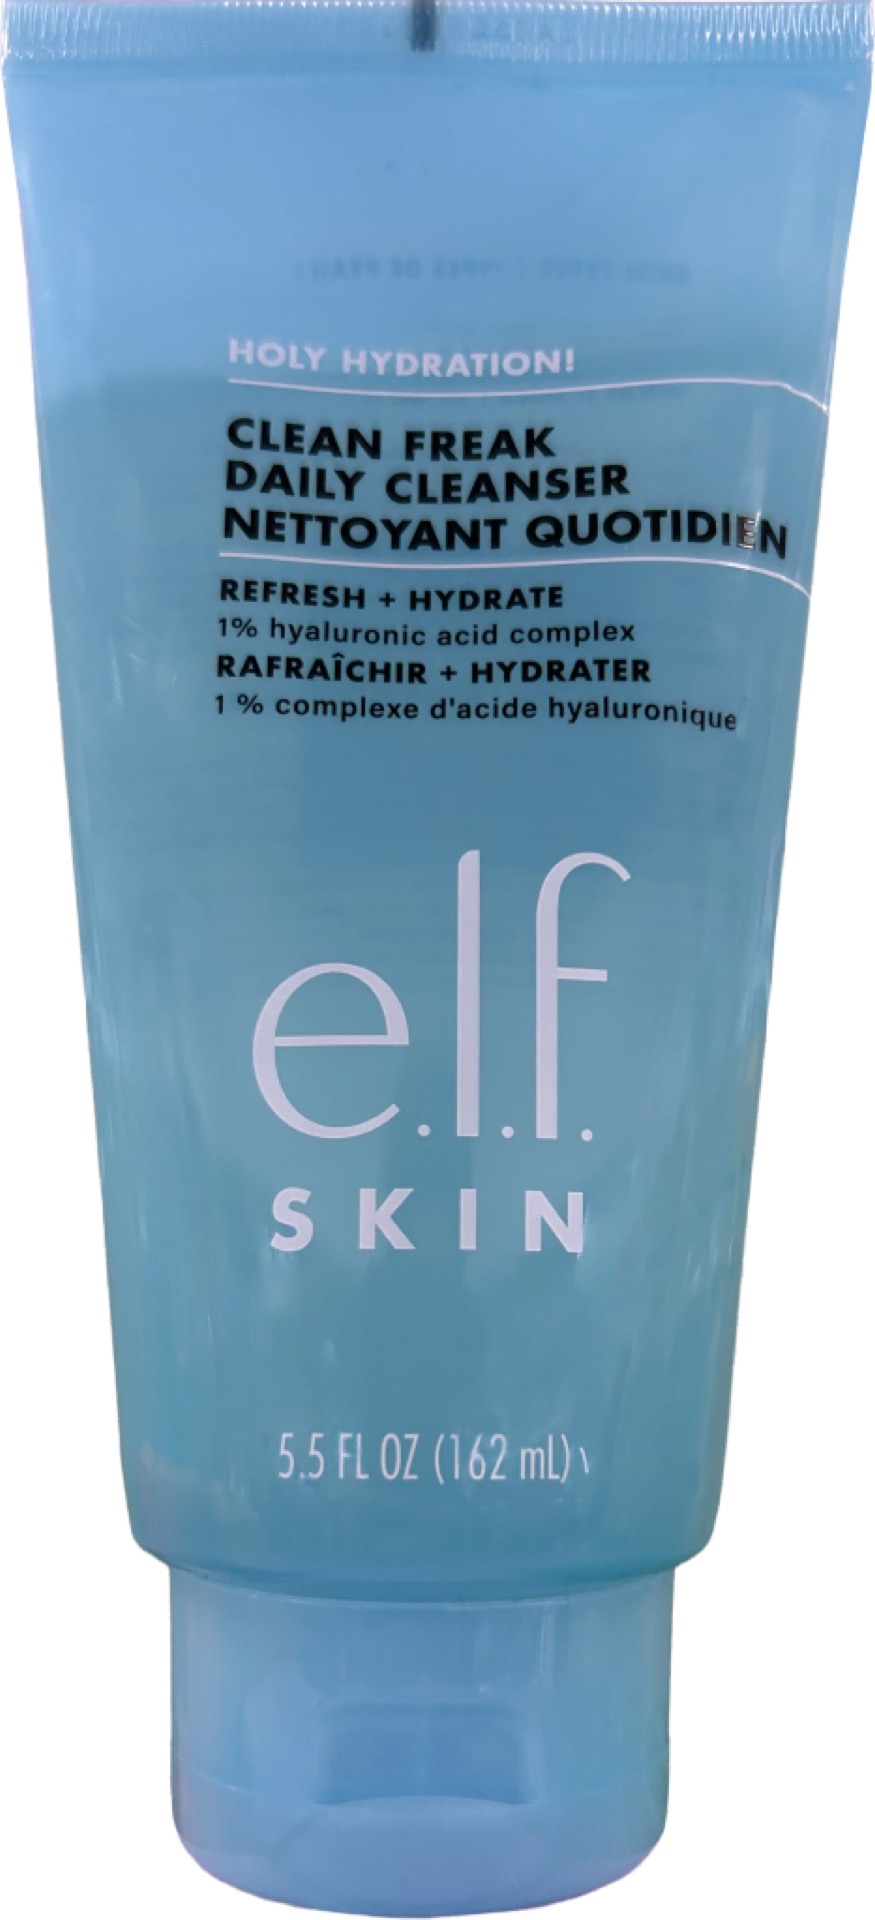 HOLY HYDRATION!
CLEAN FREAK
DAILY CLEANSER
NETTOYANT QUOTIDIEN
REFRESH + HYDRATE
1% hyaluronic acid complex
RAFRAÎCHIR + HYDRATER
1 % complexe d'acide hyaluronique
e.l.f.
SKIN
5.5 FL OZ (162 mL)